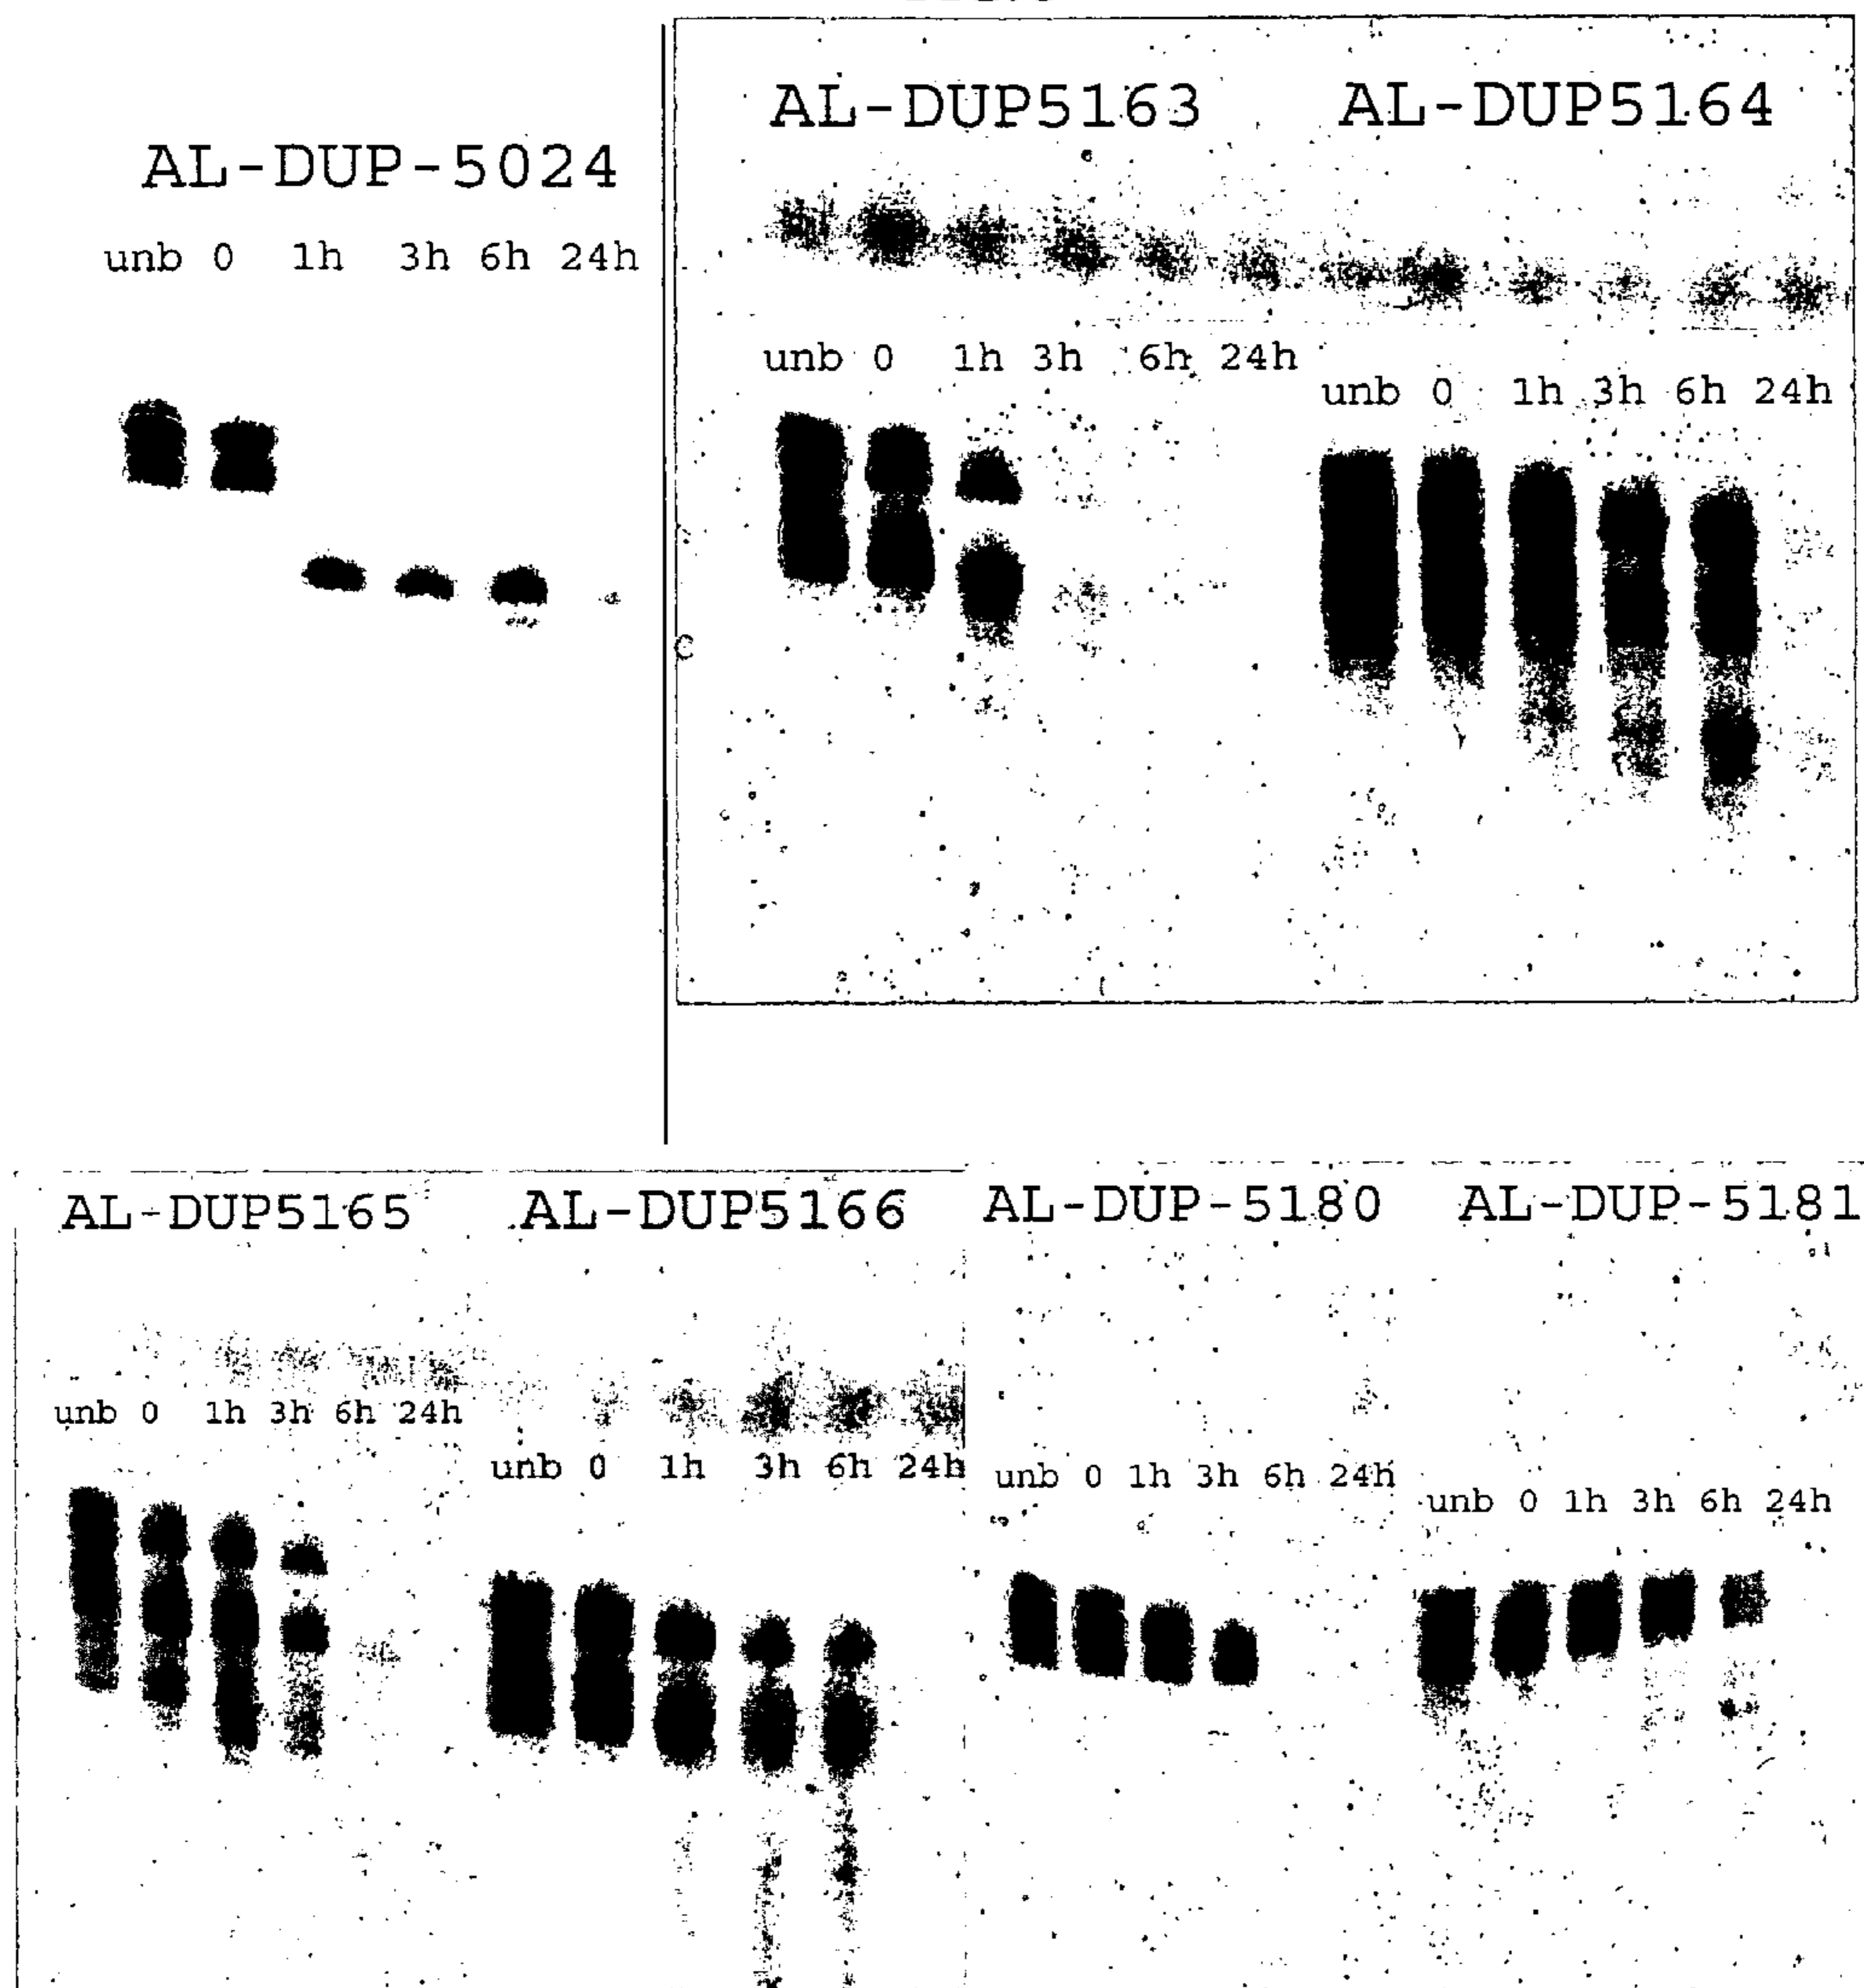 AL-DUP-5024
unb 0 1h 3h 6h 24h
AL-DUP5163
unb 0 1h 3h 6h 24h
AL-DUP5164
unb 0 1h 3h 6h 24h
AL-DUP5165
unb 0 1h 3h 6h 24h
AL-DUP5166
unb 0 1h 3h 6h 24h
AL-DUP-5180
unb 0 1h 3h 6h 24h
AL-DUP-5181
unb 0 1h 3h 6h 24h